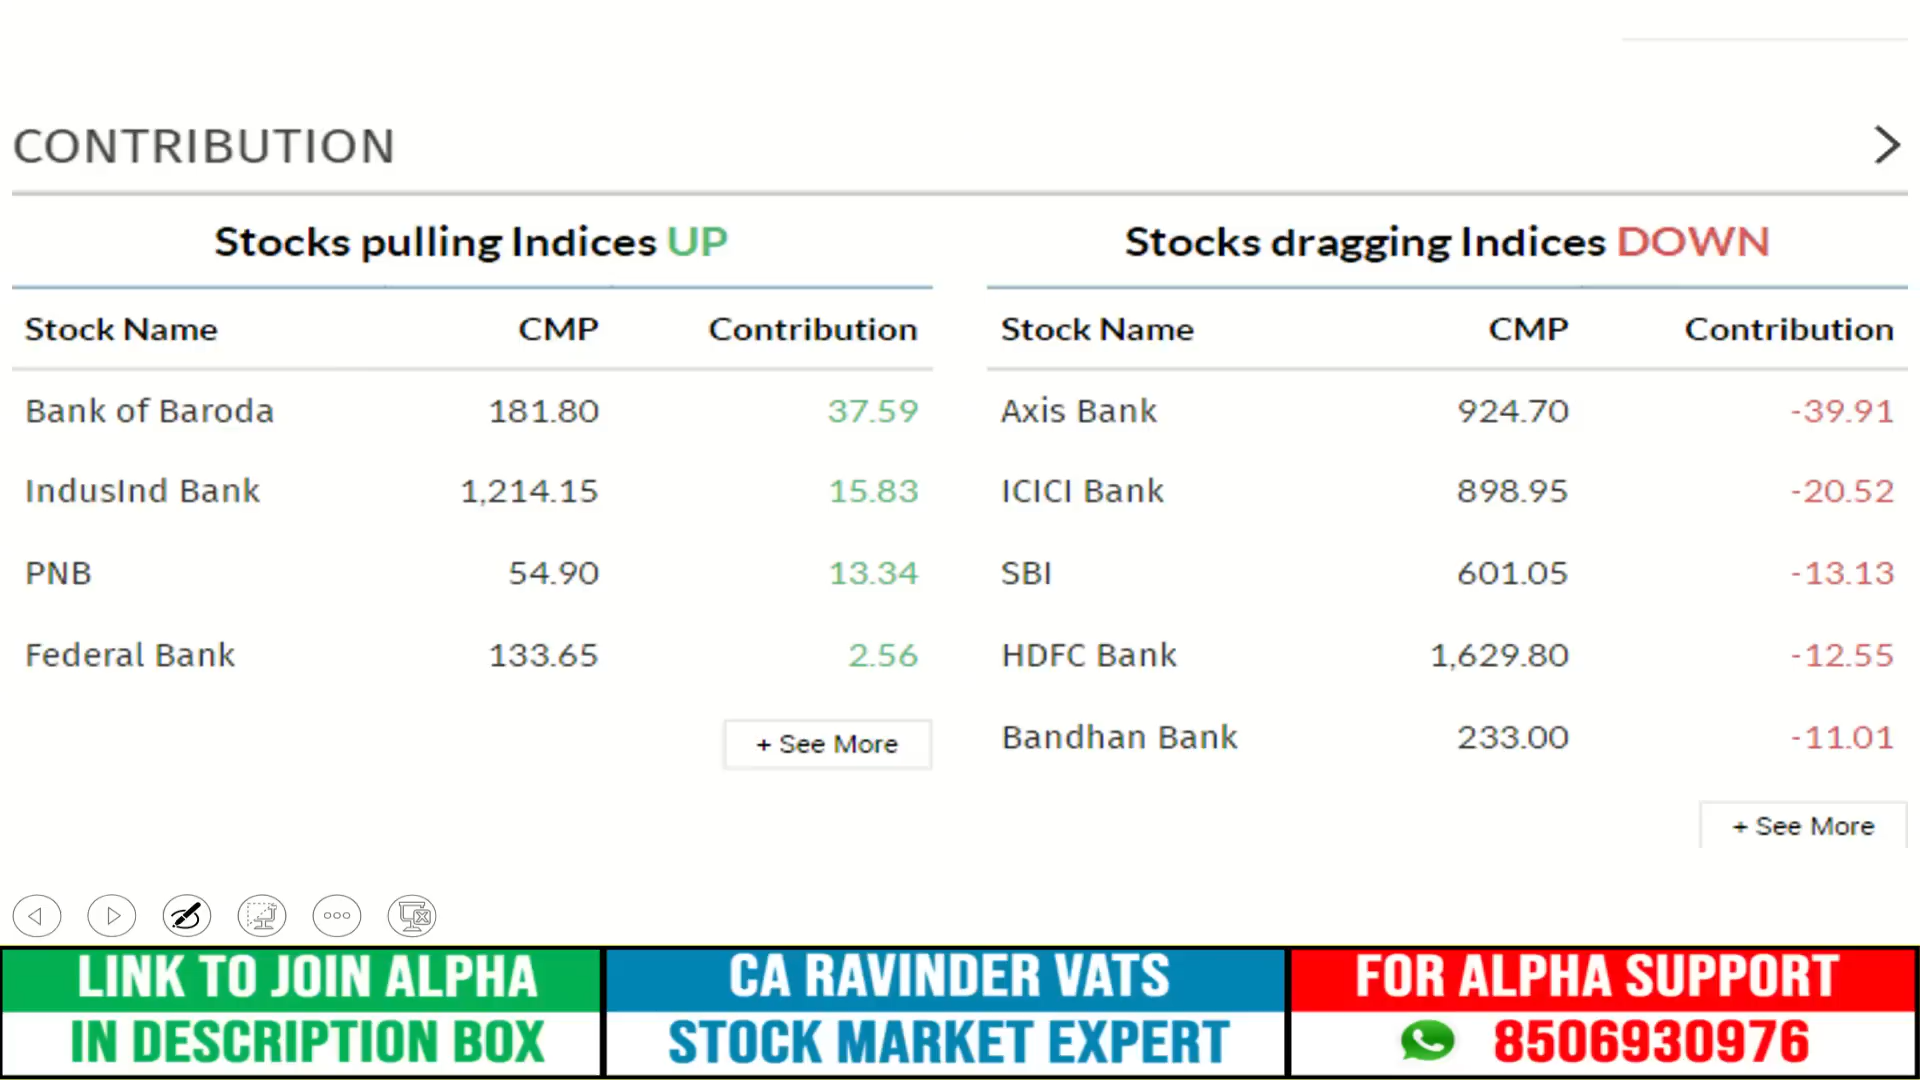 CONTRIBUTION
Stocks pulling Indices UP
Stock Name CMP Contribution
Bank of Baroda 181.80 37.59
IndusInd Bank 1,214.15 15.83
PNB 54.90 13.34
Federal Bank 133.65 2.56
+ See More
Stocks dragging Indices DOWN
Stock Name CMP Contribution
Axis Bank 924.70 -39.91
ICICI Bank 898.95 -20.52
SBI 601.05 -13.13
HDFC Bank 1,629.80 -12.55
Bandhan Bank 233.00 -11.01
+ See More
LINK TO JOIN ALPHA
IN DESCRIPTION BOX
CA RAVINDER VATS
STOCK MARKET EXPERT
FOR ALPHA SUPPORT
8506930976